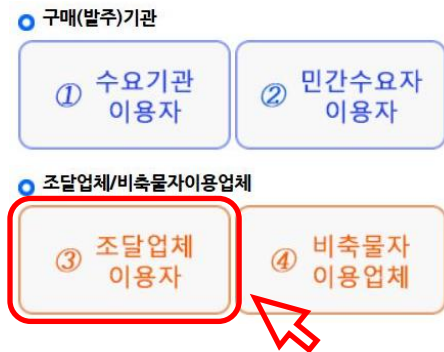 구매(발주)기관
① 수요기관
이용자
② 민간수요자
이용자
조달업체/비축물자이용업체
③ 조달업체
이용자
④ 비축물자
이용업체